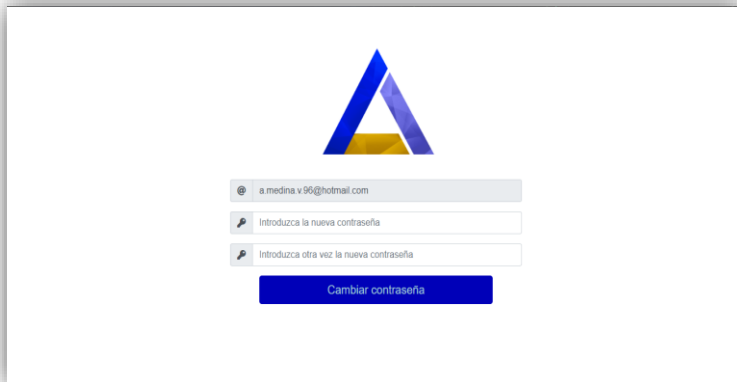 @ a.medina.v.96@hotmail.com
Introduzca la nueva contraseña
Introduzca otra vez la nueva contraseña
Cambiar contraseña